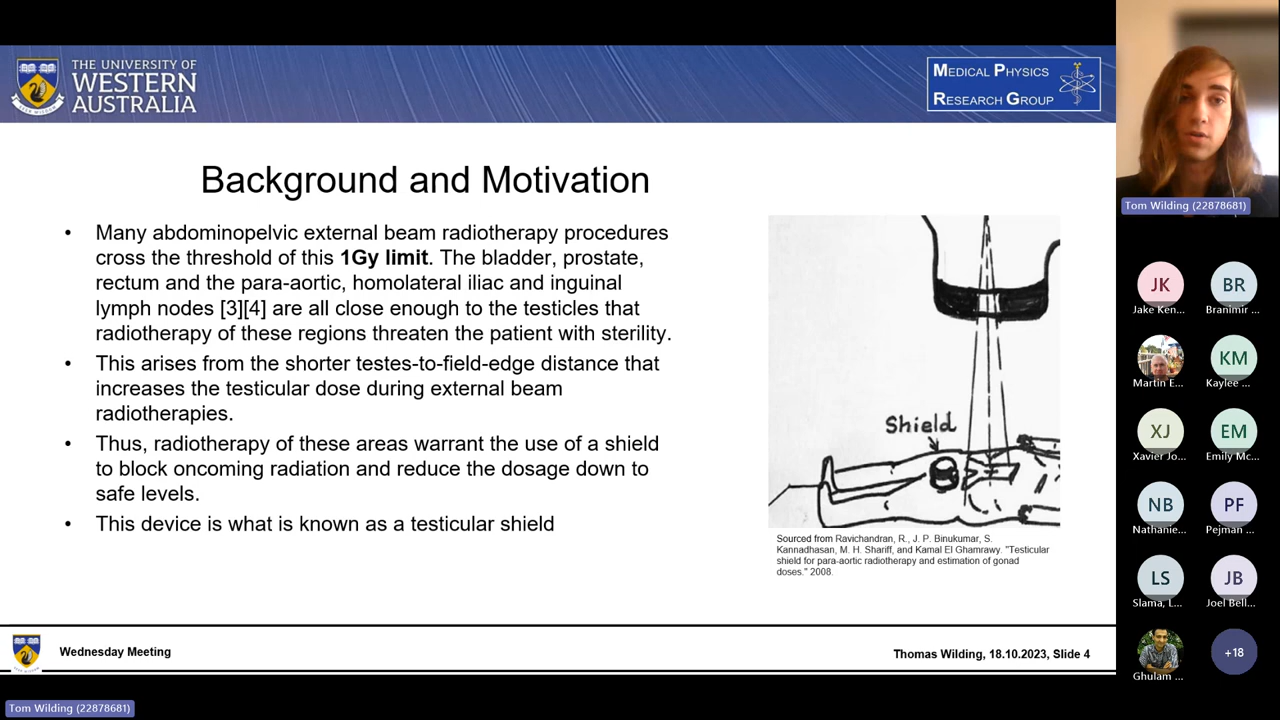 THE UNIVERSITY OF
WESTERN
AUSTRALIA
MEDICAL PHYSICS
RESEARCH GROUP
Background and Motivation
• Many abdominopelvic external beam radiotherapy procedures
cross the threshold of this 1Gy limit. The bladder, prostate,
rectum and the para-aortic, homolateral iliac and inguinal
lymph nodes [3][4] are all close enough to the testicles that
radiotherapy of these regions threaten the patient with sterility.
• This arises from the shorter testes-to-field-edge distance that
increases the testicular dose during external beam
radiotherapies.
• Thus, radiotherapy of these areas warrant the use of a shield
to block oncoming radiation and reduce the dosage down to
safe levels.
• This device is what is known as a testicular shield
Shield
Sourced from Ravichandran, R., J. P. Binukumar, S.
Kannadhasan, M. H. Shariff, and Kamal El Ghamrawy. "Testicular
shield for para-aortic radiotherapy and estimation of gonad
doses." 2008.
Wednesday Meeting
Thomas Wilding, 18.10.2023, Slide 4
Tom Wilding (22878681)
Tom Wilding (22878681)
JK
BR
Jake Ken...
Branimir ...
KM
Martin E...
Kaylee ...
XJ
EM
Xavier Jo...
Emily Mc...
NB
PF
Nathanie...
Pejman ...
LS
JB
Slama, L...
Joel Bell...
+18
Ghulam ...